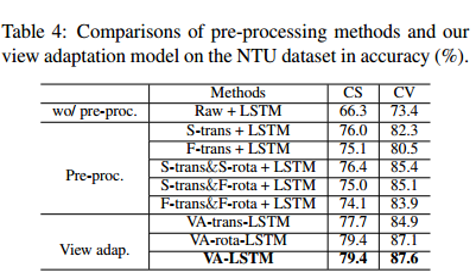 Table 4: Comparisons of pre-processing methods and our
view adaptation model on the NTU dataset in accuracy (%).
Methods CS CV
wo/ pre-proc. Raw + LSTM 66.3 73.4
Pre-proc. S-trans + LSTM 76.0 82.3
F-trans + LSTM 75.1 80.5
S-trans&S-rota + LSTM 76.4 85.4
S-trans&F-rota + LSTM 75.0 85.1
F-trans&F-rota + LSTM 74.1 83.9
View adap. VA-trans-LSTM 77.7 84.9
VA-rota-LSTM 79.4 87.1
VA-LSTM 79.4 87.6